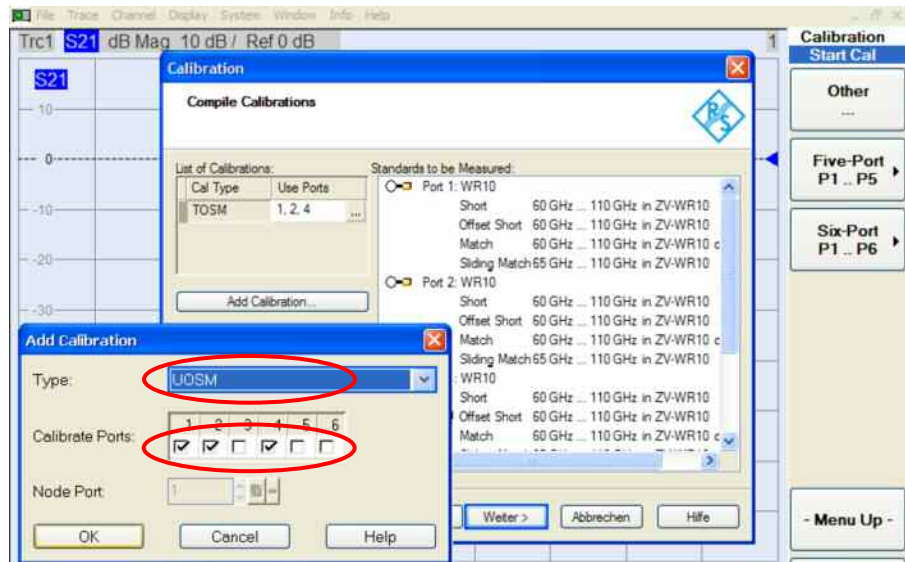 File Trace Channel Display System Window Info Help
Trc1 S21 dB Mag 10 dB / Ref 0 dB 1
S21
10
0
-10
-20
-30
Calibration
Start Cal
Other
...
Five-Port
P1 .. P5
Six-Port
P1 .. P6
- Menu Up -
Calibration
Compile Calibrations
R S
List of Calibrations:
Cal Type Use Ports
TOSM 1, 2, 4 ...
Add Calibration...
Standards to be Measured:
Port 1: WR10
Short 60 GHz ... 110 GHz in ZV-WR10
Offset Short 60 GHz ... 110 GHz in ZV-WR10
Match 60 GHz ... 110 GHz in ZV-WR10 c
Sliding Match 65 GHz ... 110 GHz in ZV-WR10
Port 2: WR10
Short 60 GHz ... 110 GHz in ZV-WR10
Offset Short 60 GHz ... 110 GHz in ZV-WR10
Match 60 GHz ... 110 GHz in ZV-WR10 c
Sliding Match 65 GHz ... 110 GHz in ZV-WR10
: WR10
Short 60 GHz ... 110 GHz in ZV-WR10
Offset Short 60 GHz ... 110 GHz in ZV-WR10
Match 60 GHz ... 110 GHz in ZV-WR10 c
Weiter > Abbrechen Hilfe
Add Calibration
Type: UOSM
1 2 3 4 5 6
Calibrate Ports:
Node Port: 1
OK Cancel Help